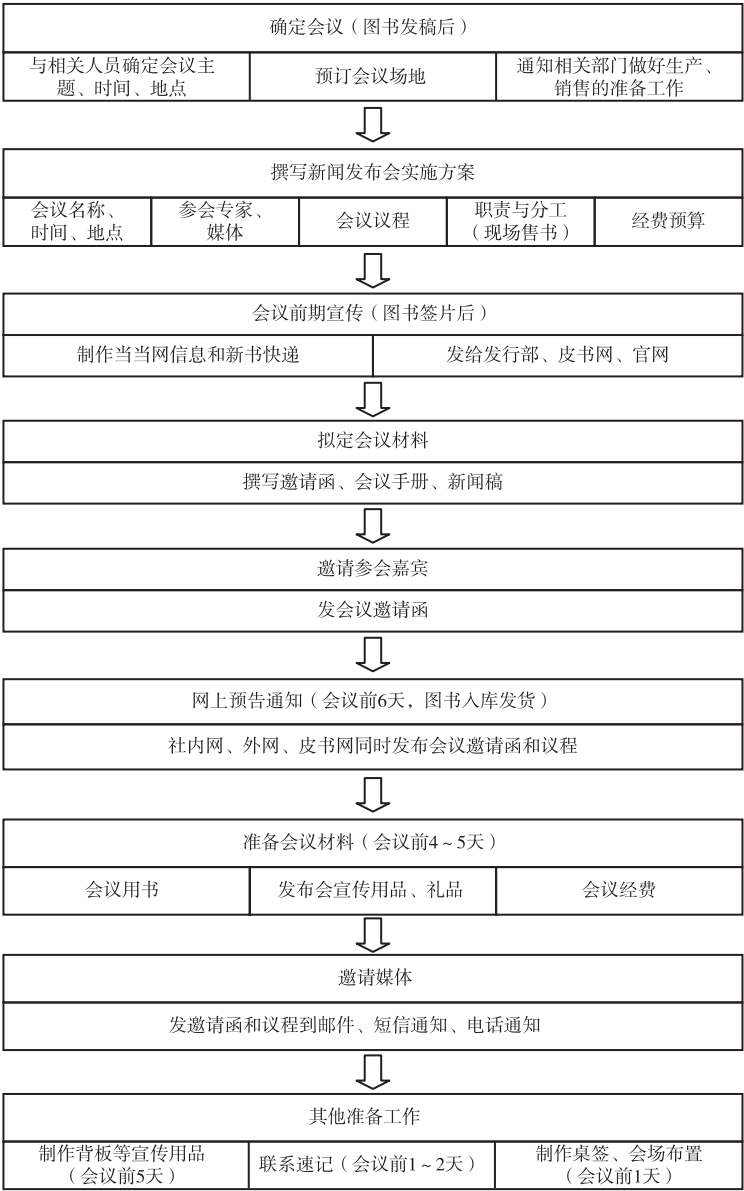 确定会议（图书发稿后）
与相关人员确定会议主
题、时间、地点
预订会议场地
通知相关部门做好生产、
销售的准备工作
撰写新闻发布会实施方案
会议名称、
时间、地点
参会专家、
媒体
会议议程
职责与分工
（现场售书）
经费预算
会议前期宣传（图书签片后）
制作当当网信息和新书快递
发给发行部、皮书网、官网
拟定会议材料
撰写邀请函、会议手册、新闻稿
邀请参会嘉宾
发会议邀请函
网上预告通知（会议前6天，图书入库发货）
社内网、外网、皮书网同时发布会议邀请函和议程
准备会议材料（会议前4～5天）
会议用书
发布会宣传用品、礼品
会议经费
邀请媒体
发邀请函和议程到邮件、短信通知、电话通知
其他准备工作
制作背板等宣传用品
（会议前5天）
联系速记（会议前1～2天）
制作桌签、会场布置
（会议前1天）